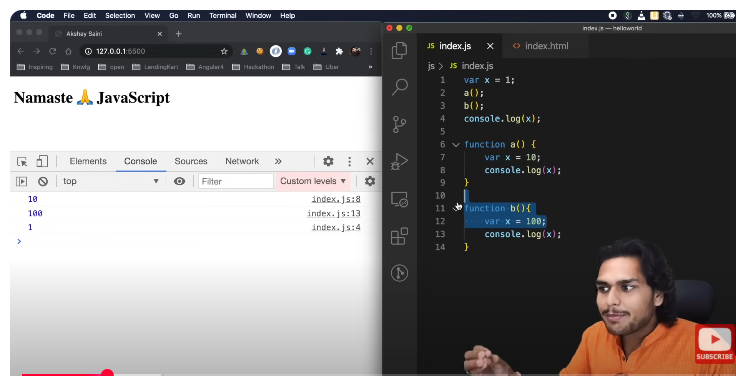 Code File Edit Selection View Go Run Terminal Window Help 100%
Akshay Saini
index.js — helloworld
127.0.0.1:5500
JS index.js <> index.html
Inspiring Knwlg open LendingKart Angular4 Hackathon Talk Uber »
js > JS index.js
Namaste 🙏 JavaScript
Elements Console Sources Network »
top Filter Custom levels
10 index.js:8
100 index.js:13
1 index.js:4
1 var x = 1;
2 a();
3 b();
4 console.log(x);
5
6 function a() {
7 var x = 10;
8 console.log(x);
9 }
10
11 function b(){
12 var x = 100;
13 console.log(x);
14 }
SUBSCRIBE